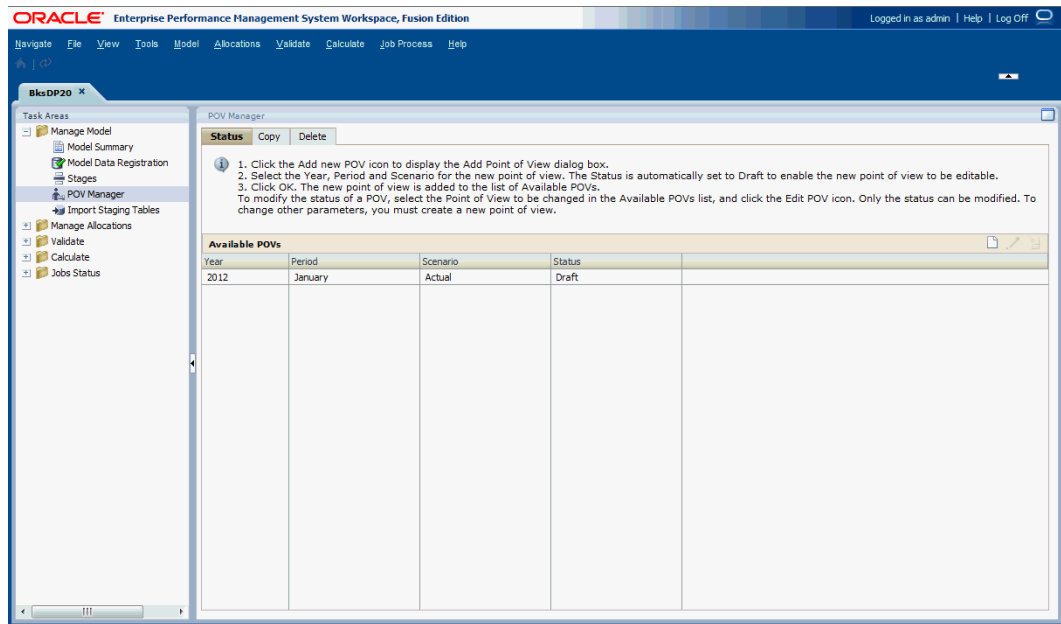 ORACLE® Enterprise Performance Management System Workspace, Fusion Edition
Logged in as admin | Help | Log Off
Navigate File View Tools Model Allocations Validate Calculate Job Process Help
BksDP20
Task Areas
Manage Model
Model Summary
Model Data Registration
Stages
POV Manager
Import Staging Tables
Manage Allocations
Validate
Calculate
Jobs Status
POV Manager
Status Copy Delete
1. Click the Add new POV icon to display the Add Point of View dialog box.
2. Select the Year, Period and Scenario for the new point of view. The Status is automatically set to Draft to enable the new point of view to be editable.
3. Click OK. The new point of view is added to the list of Available POVs.
To modify the status of a POV, select the Point of View to be changed in the Available POVs list, and click the Edit POV icon. Only the status can be modified. To
change other parameters, you must create a new point of view.
Available POVs
Year Period Scenario Status
2012 January Actual Draft